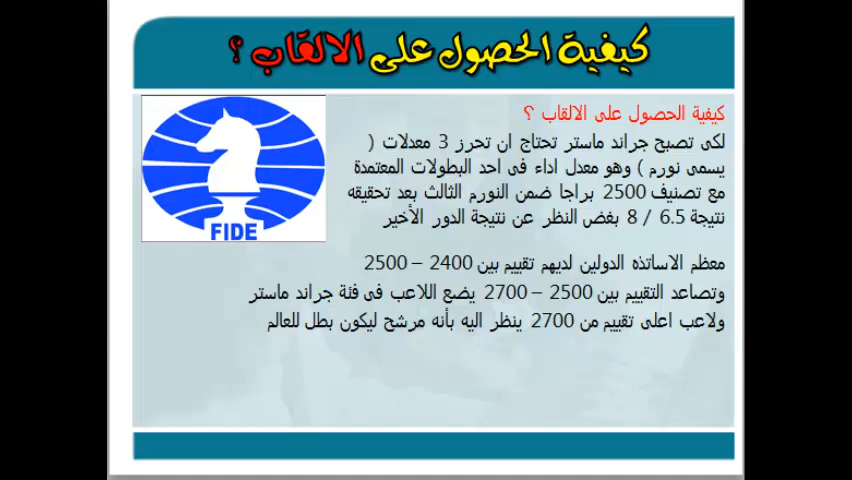 كيفية الحصول على الالقاب ؟
كيفية الحصول على الالقاب ؟
لكى تصبح جراند ماستر تحتاج ان تحرز 3 معدلات (
يسمى نورم ) وهو معدل اداء فى احد البطولات المعتمدة
مع تصنيف 2500 براجا ضمن النورم الثالث بعد تحقيقه
نتيجة 6.5 / 8 بغض النظر عن نتيجة الدور الأخير
FIDE
معظم الاساتذه الدولين لديهم تقييم بين 2400 – 2500
وتصاعد التقييم بين 2500 – 2700 يضع اللاعب فى فئة جراند ماستر
ولاعب اعلى تقييم من 2700 ينظر اليه بأنه مرشح ليكون بطل للعالم